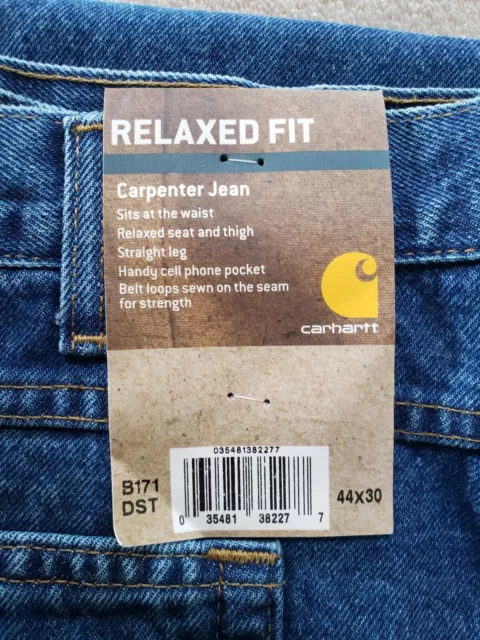 RELAXED FIT
Carpenter Jean
Sits at the waist
Relaxed seat and thigh
Straight leg
Handy cell phone pocket
Belt loops sewn on the seam
for strength
carhartt
035481382277
B171
DST
0 35481 38227 7
44x30